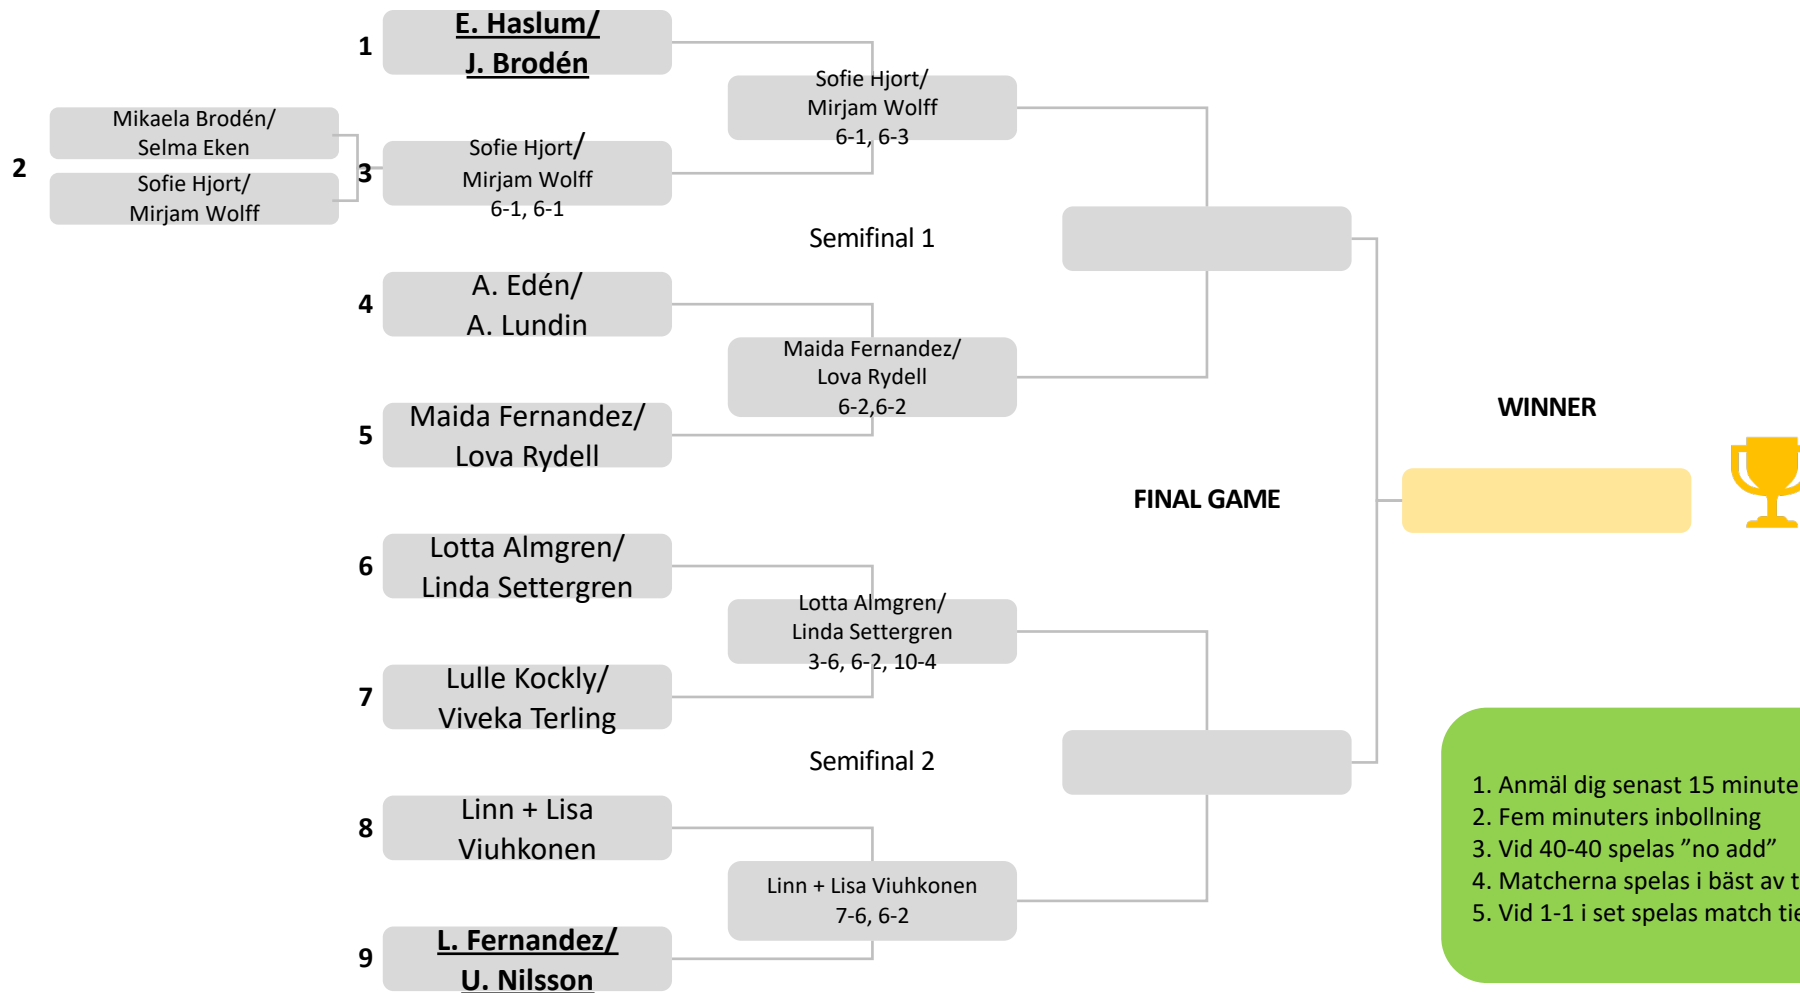 1
E. Haslum/
J. Brodén
2
Mikaela Brodén/
Selma Eken
Sofie Hjort/
Mirjam Wolff
3
Sofie Hjort/
Mirjam Wolff
6-1, 6-1
Sofie Hjort/
Mirjam Wolff
6-1, 6-3
Semifinal 1
4
A. Edén/
A. Lundin
Maida Fernandez/
Lova Rydell
6-2,6-2
5
Maida Fernandez/
Lova Rydell
WINNER
FINAL GAME
6
Lotta Almgren/
Linda Settergren
Lotta Almgren/
Linda Settergren
3-6, 6-2, 10-4
7
Lulle Kockly/
Viveka Terling
Semifinal 2
8
Linn + Lisa
Viuhkonen
Linn + Lisa Viuhkonen
7-6, 6-2
9
L. Fernandez/
U. Nilsson
1. Anmäl dig senast 15 minute
2. Fem minuters inbollning
3. Vid 40-40 spelas ”no add”
4. Matcherna spelas i bäst av t
5. Vid 1-1 i set spelas match tie